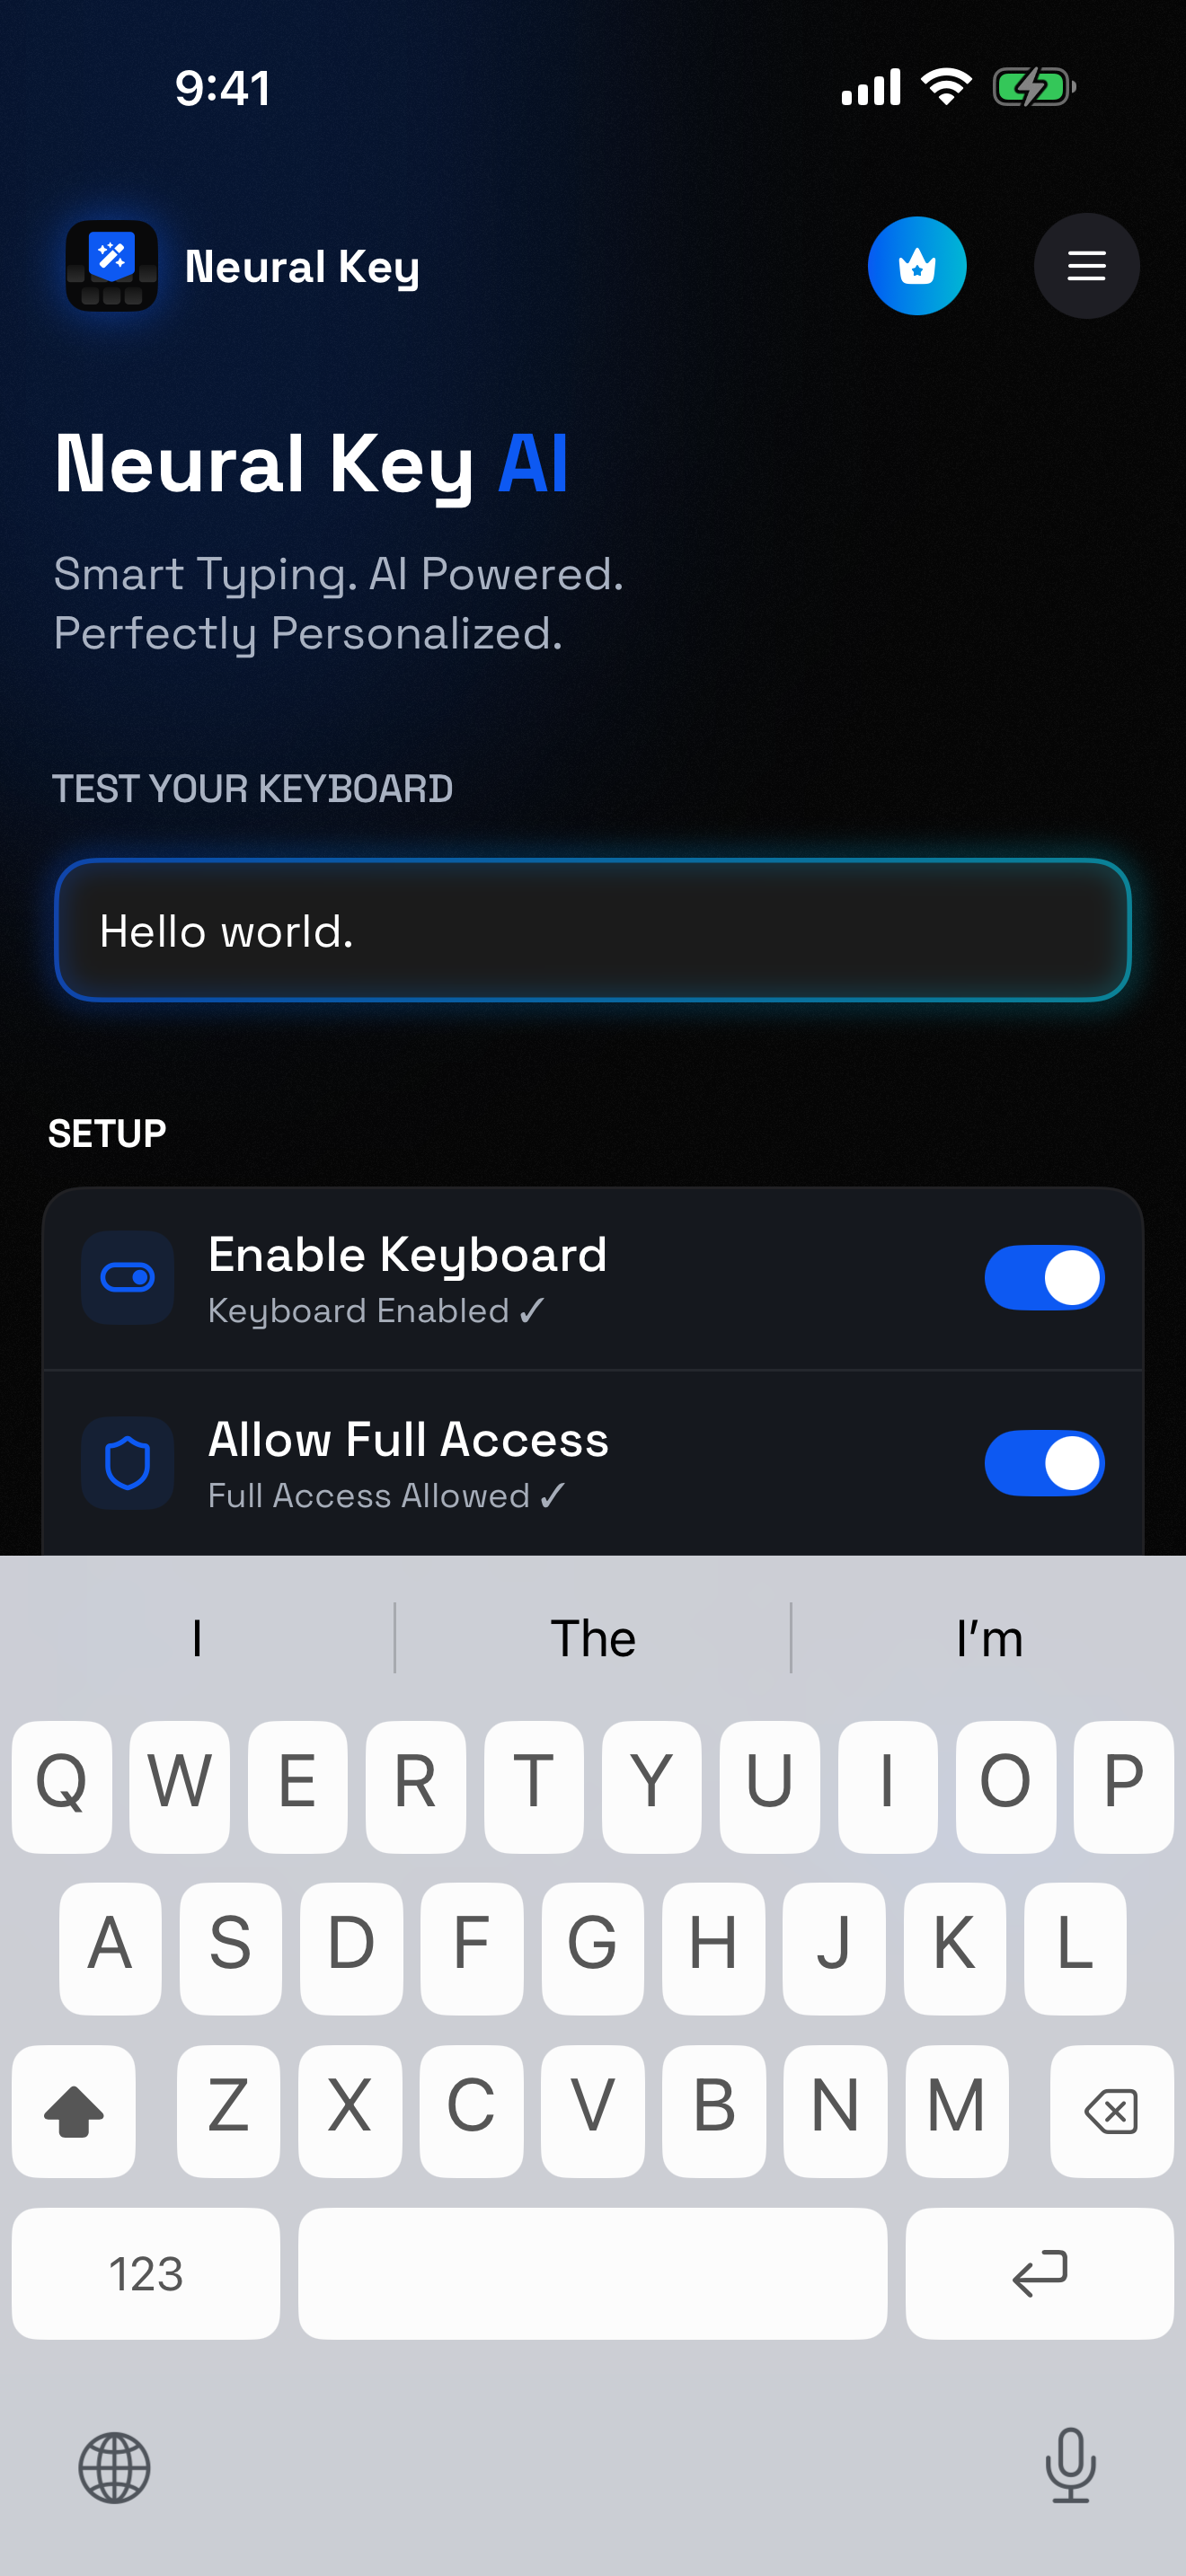 9:41
Neural Key
Neural Key AI
Smart Typing. AI Powered.
Perfectly Personalized.
TEST YOUR KEYBOARD
Hello world.
SETUP
Enable Keyboard
Keyboard Enabled ✓
Allow Full Access
Full Access Allowed ✓
I The I'm
Q W E R T Y U I O P
A S D F G H J K L
Z X C V B N M
123